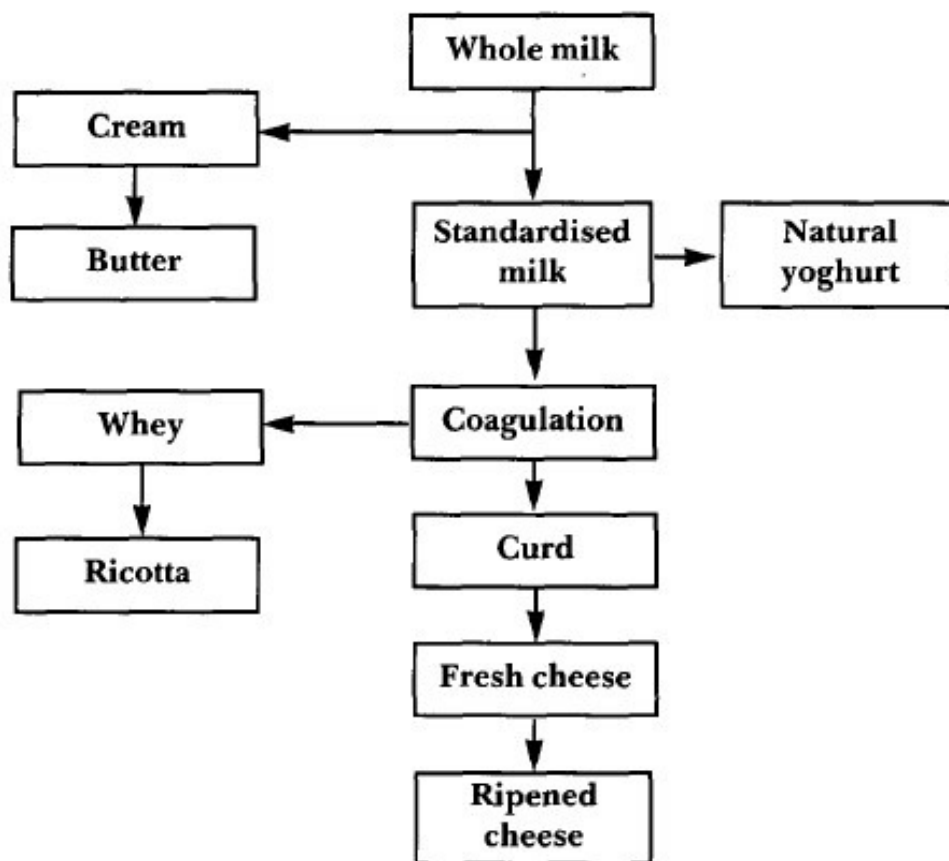 Whole milk
Cream
Butter
Standardised
milk
Natural
yoghurt
Whey
Coagulation
Ricotta
Curd
Fresh cheese
Ripened
cheese